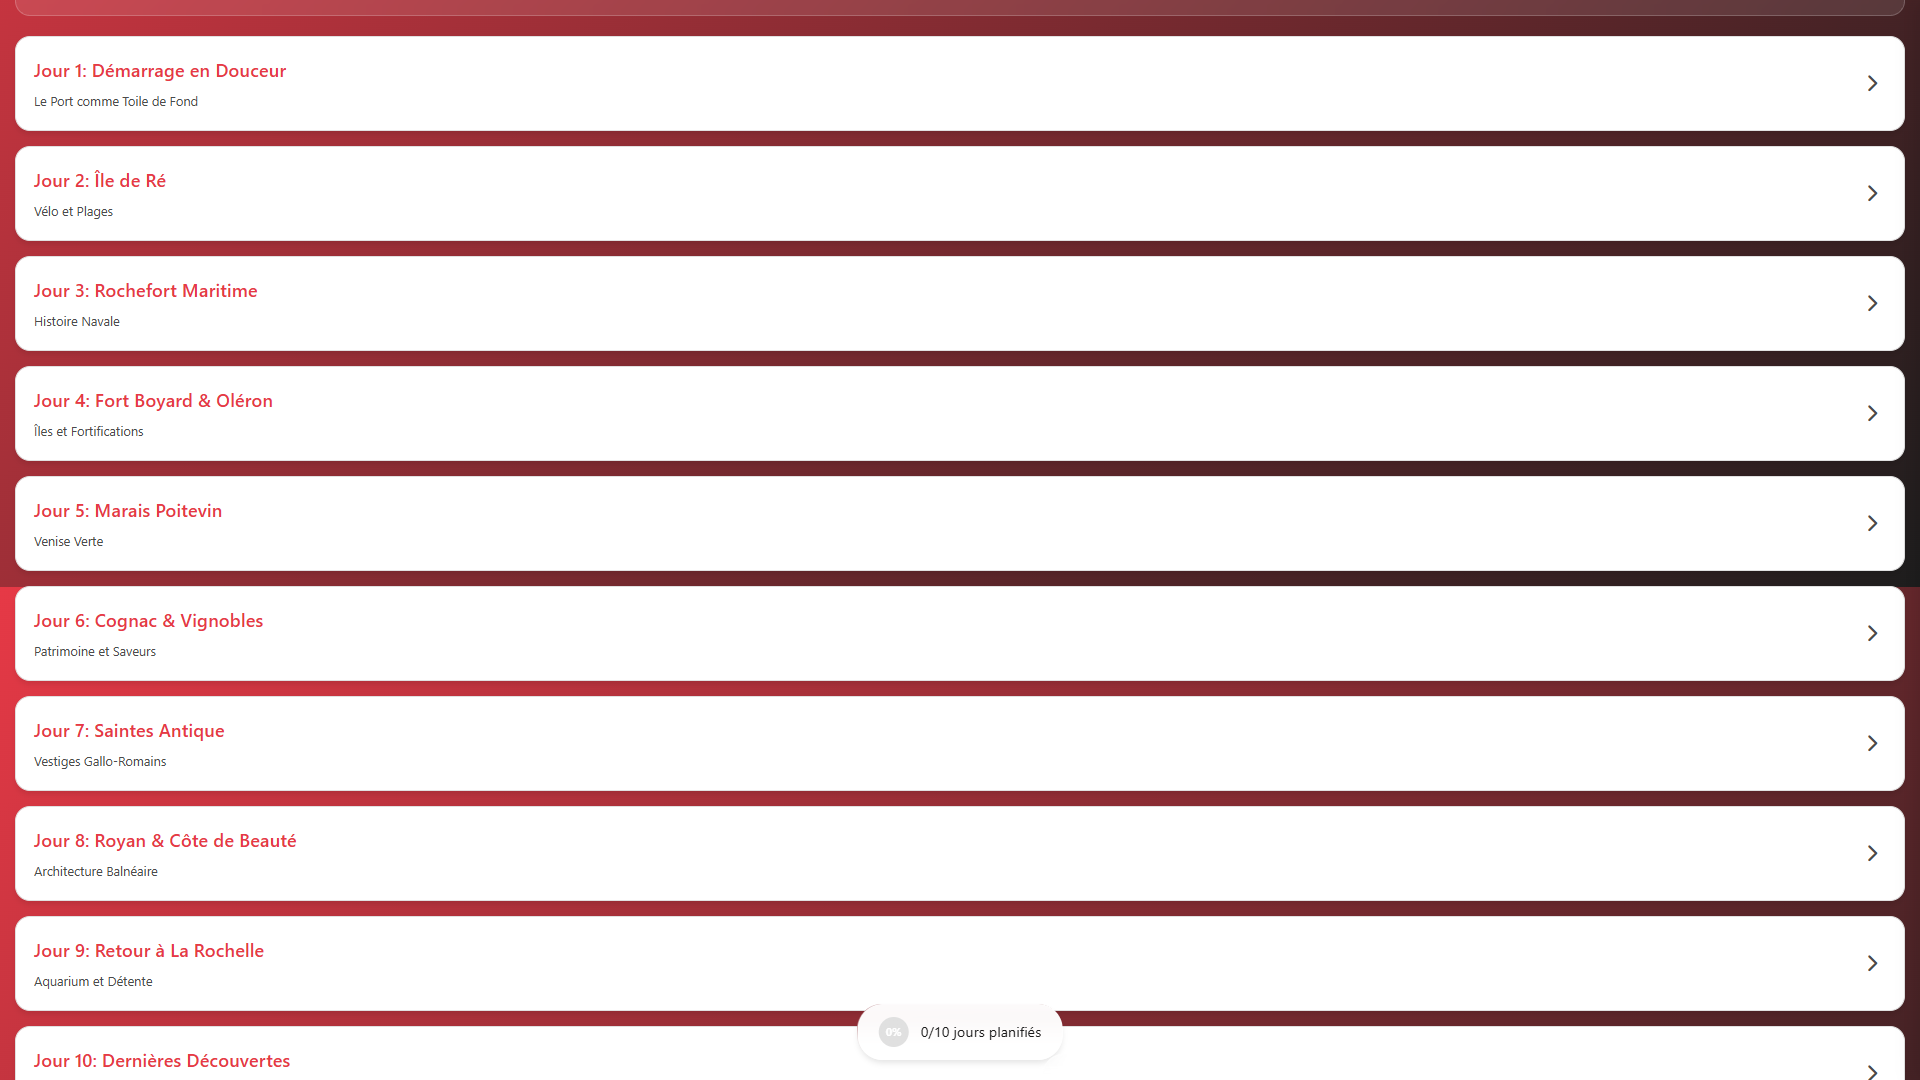 Jour 1: Démarrage en Douceur
Le Port comme Toile de Fond
Jour 2: Île de Ré
Vélo et Plages
Jour 3: Rochefort Maritime
Histoire Navale
Jour 4: Fort Boyard & Oléron
Îles et Fortifications
Jour 5: Marais Poitevin
Venise Verte
Jour 6: Cognac & Vignobles
Patrimoine et Saveurs
Jour 7: Saintes Antique
Vestiges Gallo-Romains
Jour 8: Royan & Côte de Beauté
Architecture Balnéaire
Jour 9: Retour à La Rochelle
Aquarium et Détente
0% 0/10 jours planifiés
Jour 10: Dernières Découvertes